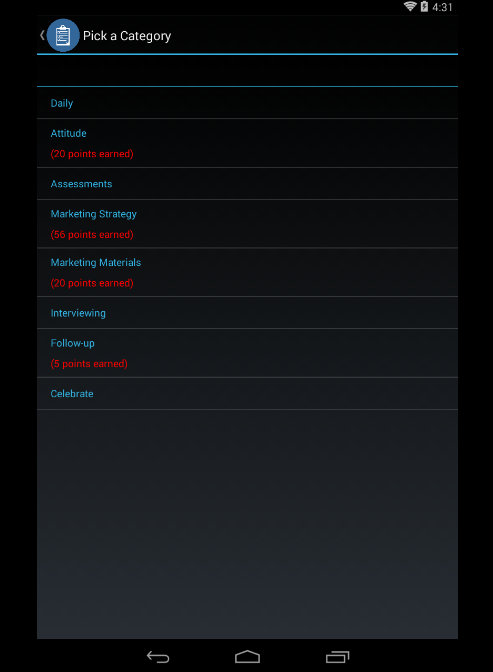 4:31
Pick a Category
Daily
Attitude
(20 points earned)
Assessments
Marketing Strategy
(56 points earned)
Marketing Materials
(20 points earned)
Interviewing
Follow-up
(5 points earned)
Celebrate